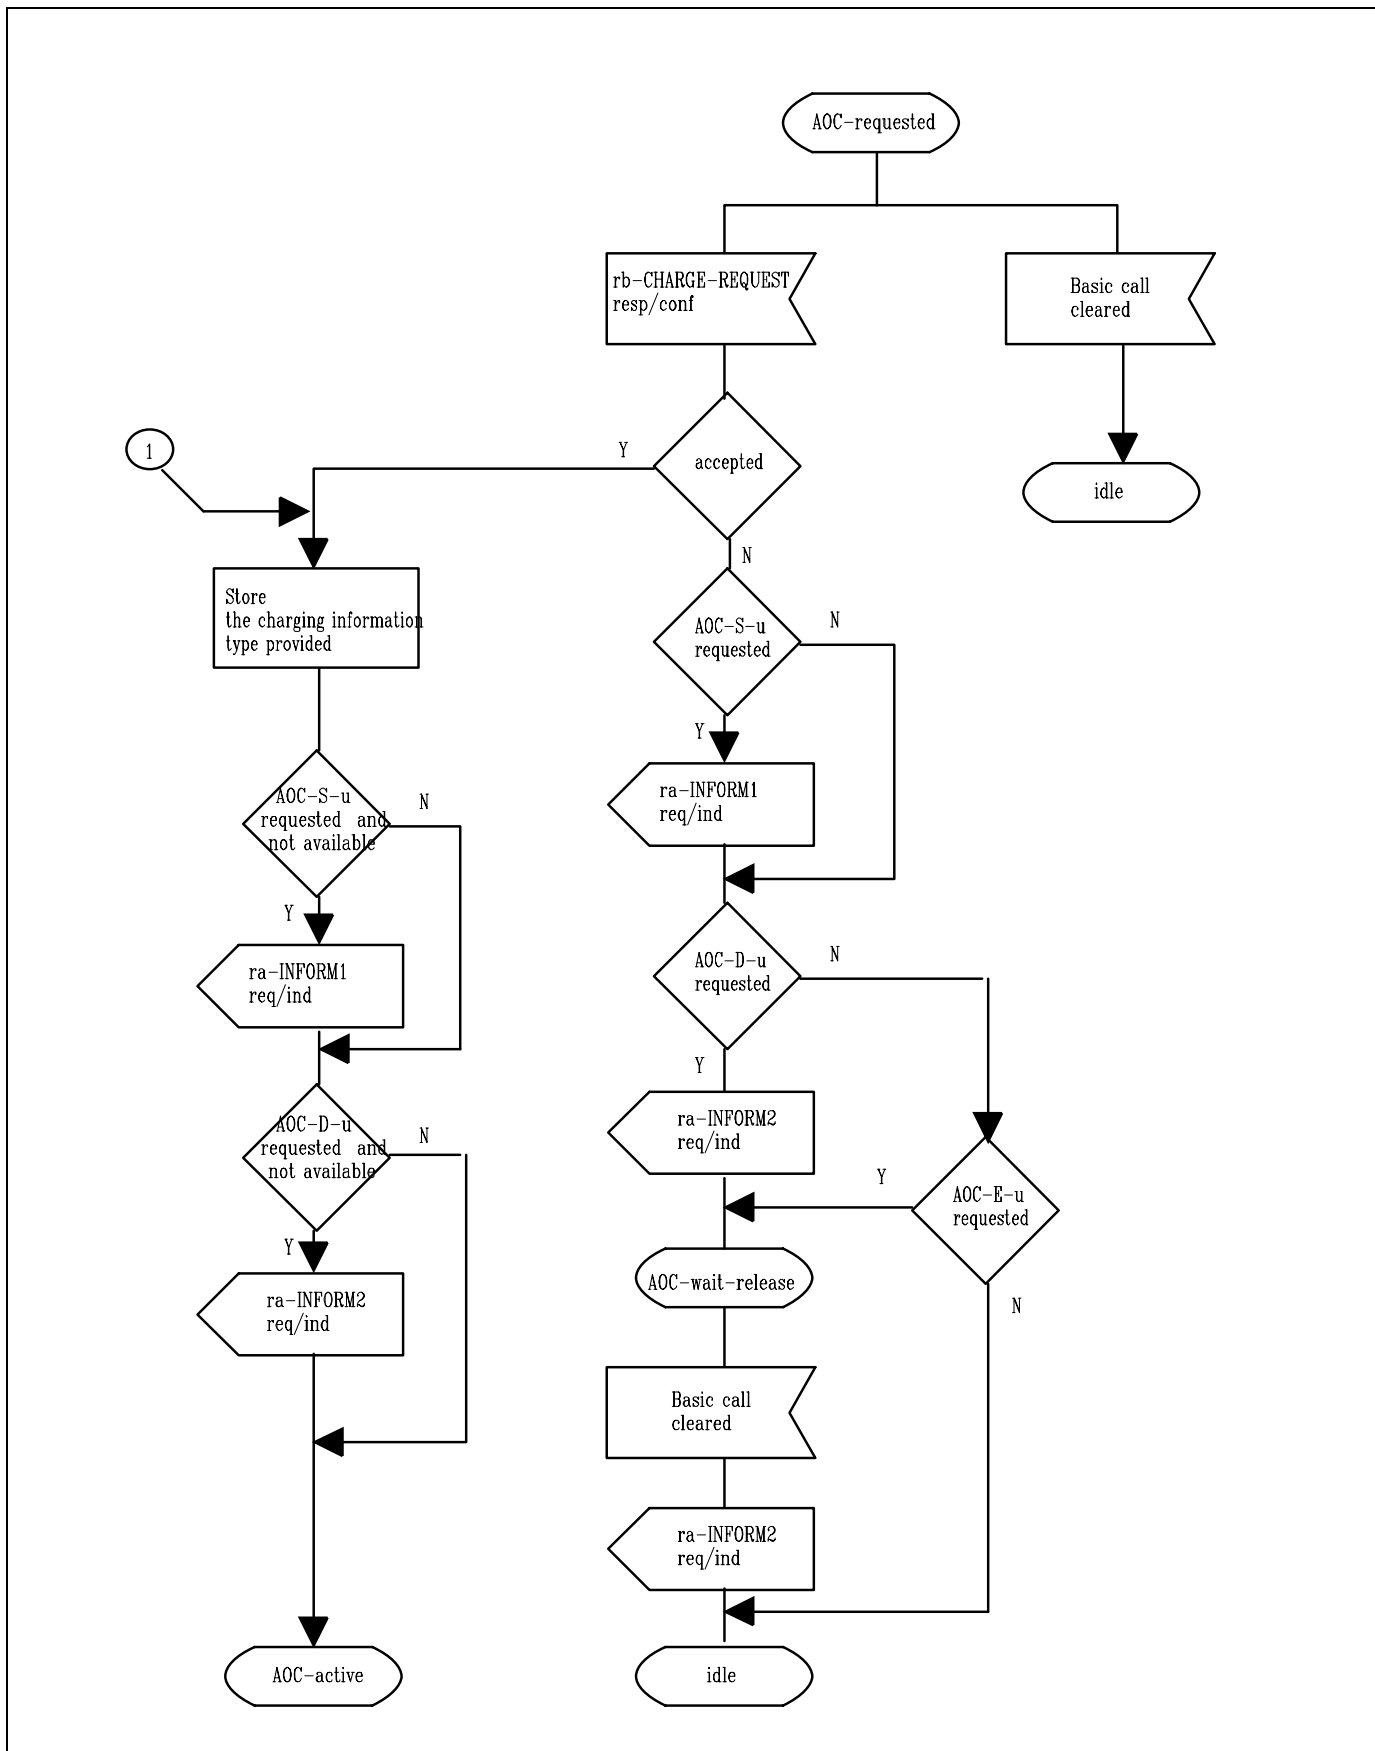 AOC-requested
rb-CHARGE-REQUEST
resp/conf
Basic call
cleared
1
Y
accepted
idle
N
Store
the charging information
type provided
AOC-S-u
requested
N
Y
ra-INFORM1
req/ind
AOC-S-u
requested and
not available
N
Y
ra-INFORM1
req/ind
AOC-D-u
requested
N
Y
AOC-D-u
requested and
not available
N
ra-INFORM2
req/ind
Y
AOC-E-u
requested
Y
AOC-wait-release
N
ra-INFORM2
req/ind
Basic call
cleared
ra-INFORM2
req/ind
AOC-active
idle